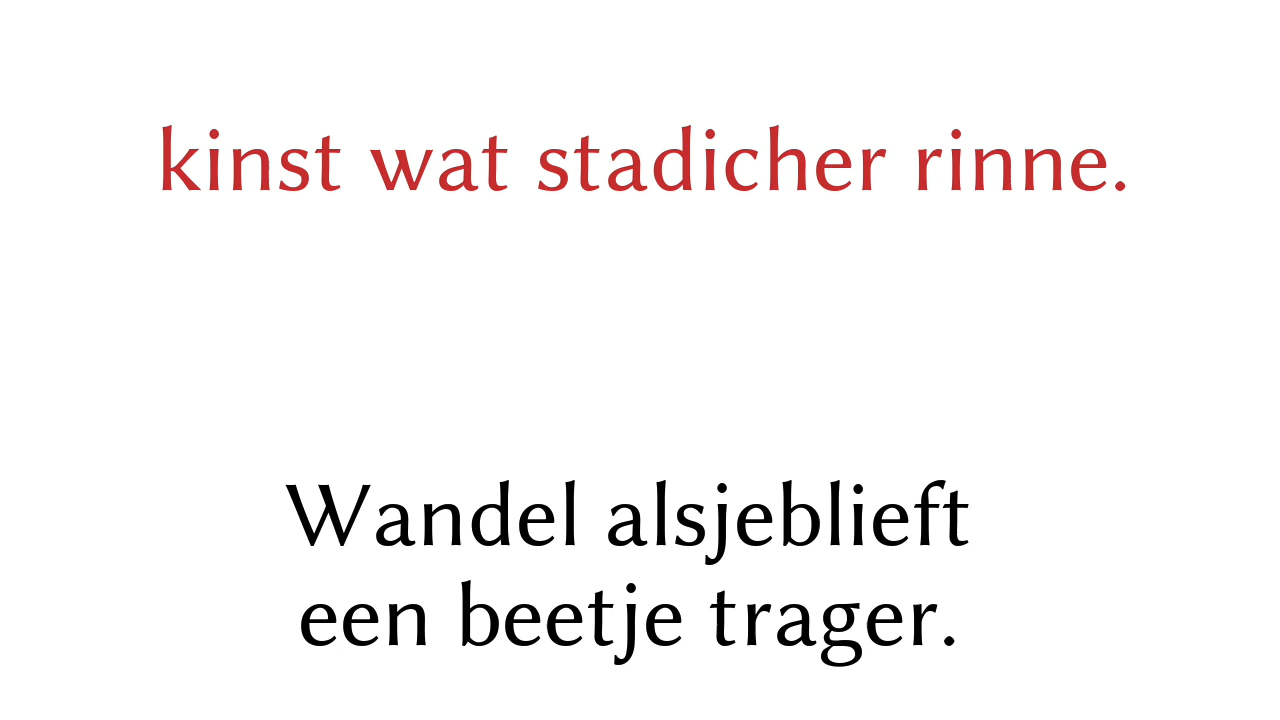 kinst wat stadicher rinne.
Wandel alsjeblieft
een beetje trager.